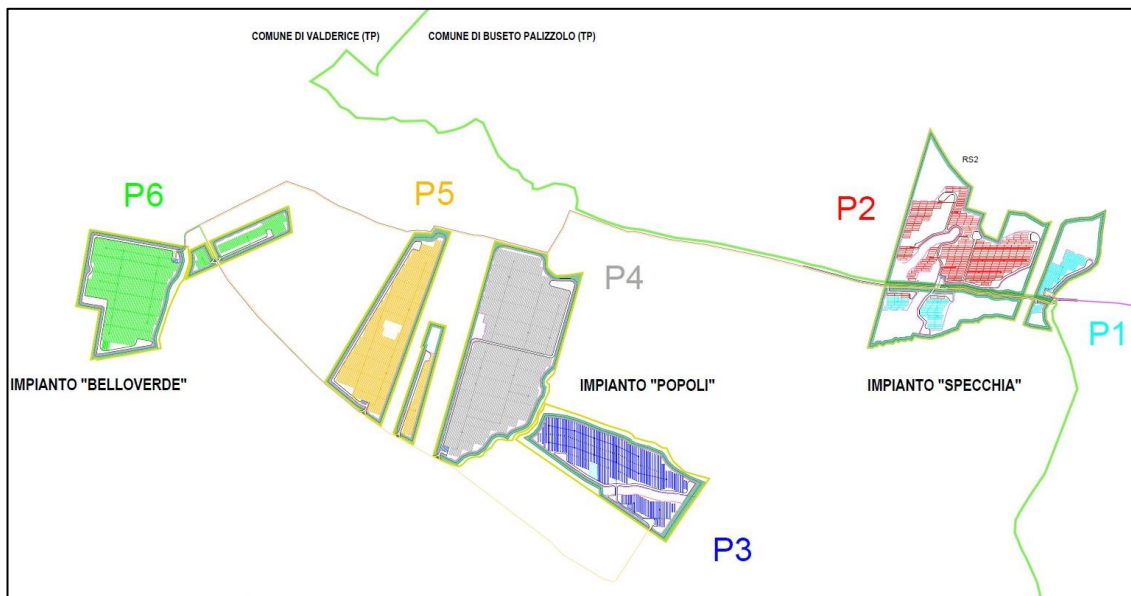 COMUNE DI VALDERICE (TP)
COMUNE DI BUSETO PALIZZOLO (TP)
RS2
P6
P5
P2
P4
P1
IMPIANTO "BELLOVERDE"
IMPIANTO "POPOLI"
IMPIANTO "SPECCHIA"
P3